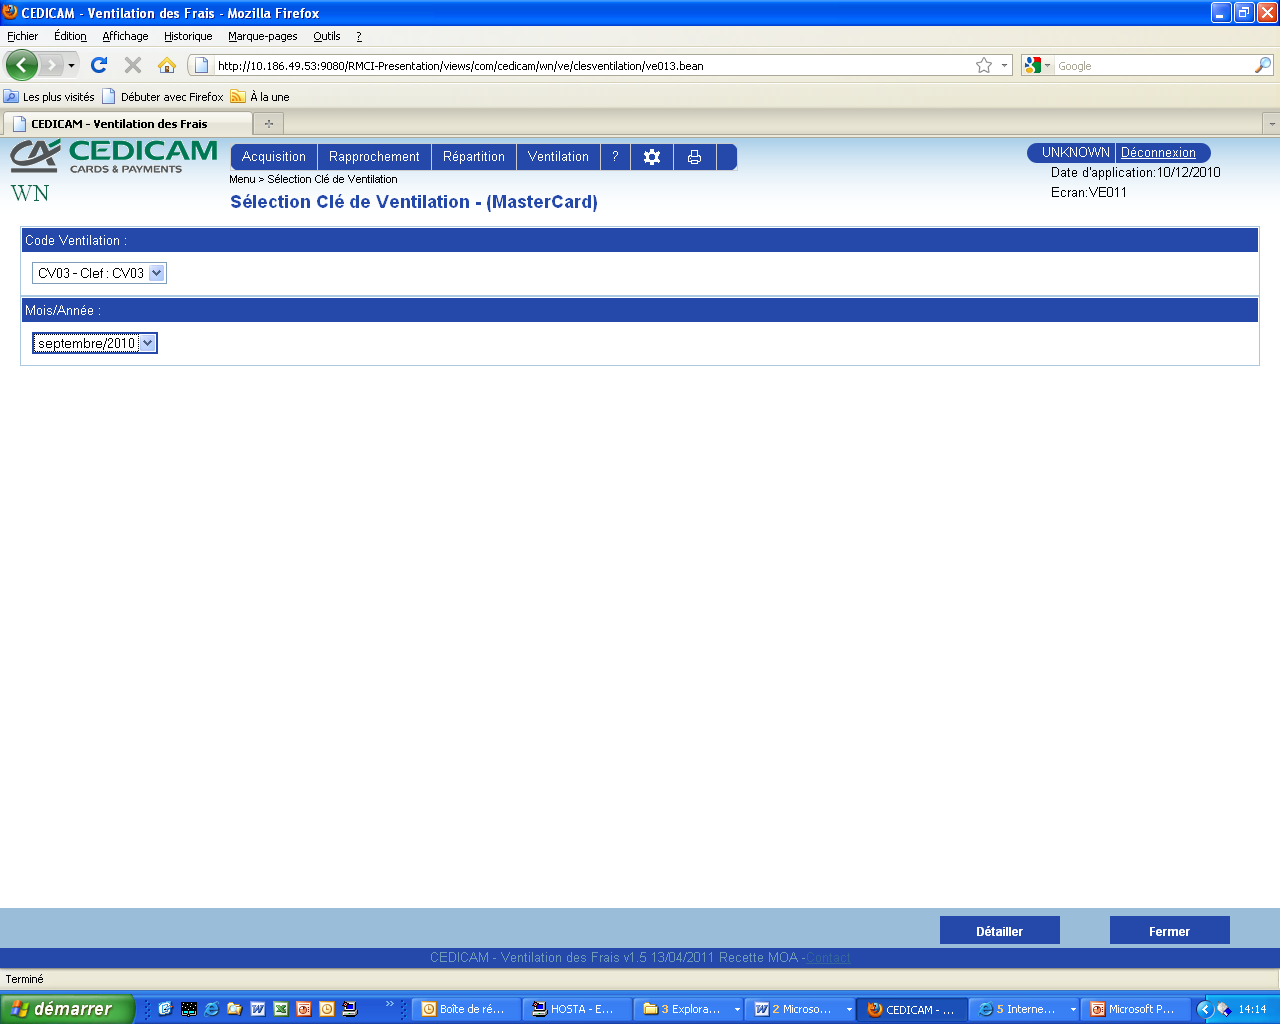 CEDICAM - Ventilation des Frais - Mozilla Firefox
Fichier Édition Affichage Historique Marque-pages Outils ?
http://10.186.49.53:9080/RMCI-Presentation/views/com/cedicam/wn/ve/clesventilation/ve013.bean
Google
Les plus visités Débuter avec Firefox À la une
CEDICAM - Ventilation des Frais
CA CEDICAM
CARDS & PAYMENTS
WN
Acquisition Rapprochement Répartition Ventilation ?
UNKNOWN Déconnexion
Menu > Sélection Clé de Ventilation
Date d'application:10/12/2010
Sélection Clé de Ventilation - (MasterCard)
Ecran:VE011
Code Ventilation :
CV03 - Clef : CV03
Mois/Année :
septembre/2010
Détailler Fermer
CEDICAM - Ventilation des Frais v1.5 13/04/2011 Recette MOA -Contact
Terminé
démarrer Boîte de ré... HOSTA - E... 3 Explora... 2 Microso... CEDICAM - ... 5 Interne... Microsoft P... 14:14